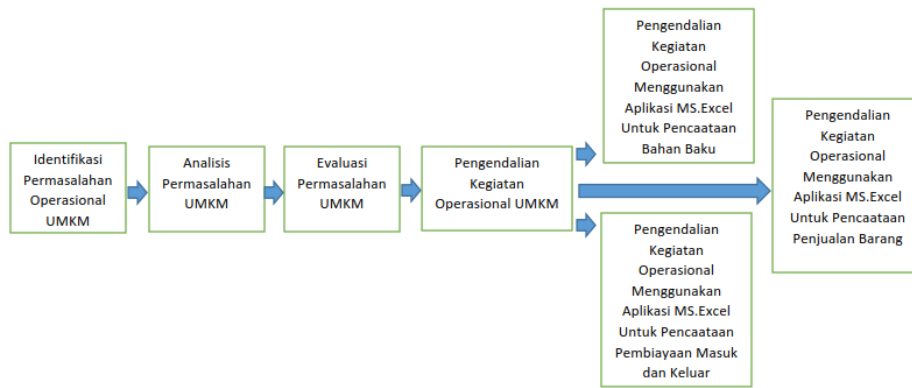 Identifikasi
Permasalahan
Operasional
UMKM
Analisis
Permasalahan
UMKM
Evaluasi
Permasalahan
UMKM
Pengendalian
Kegiatan
Operasional UMKM
Pengendalian
Kegiatan
Operasional
Menggunakan
Aplikasi MS.Excel
Untuk Pencaataan
Bahan Baku
Pengendalian
Kegiatan
Operasional
Menggunakan
Aplikasi MS.Excel
Untuk Pencaataan
Penjualan Barang
Pengendalian
Kegiatan
Operasional
Menggunakan
Aplikasi MS.Excel
Untuk Pencaataan
Pembiayaan Masuk
dan Keluar